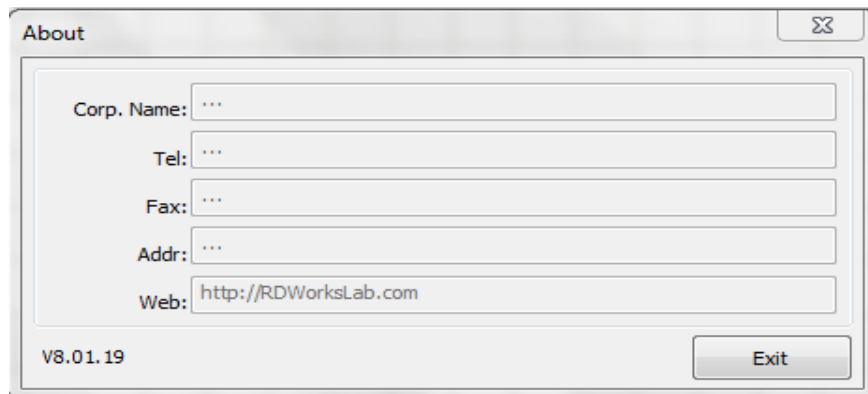 About
Corp. Name: ...
Tel: ...
Fax: ...
Addr: ...
Web: http://RDWorksLab.com
V8.01.19 Exit